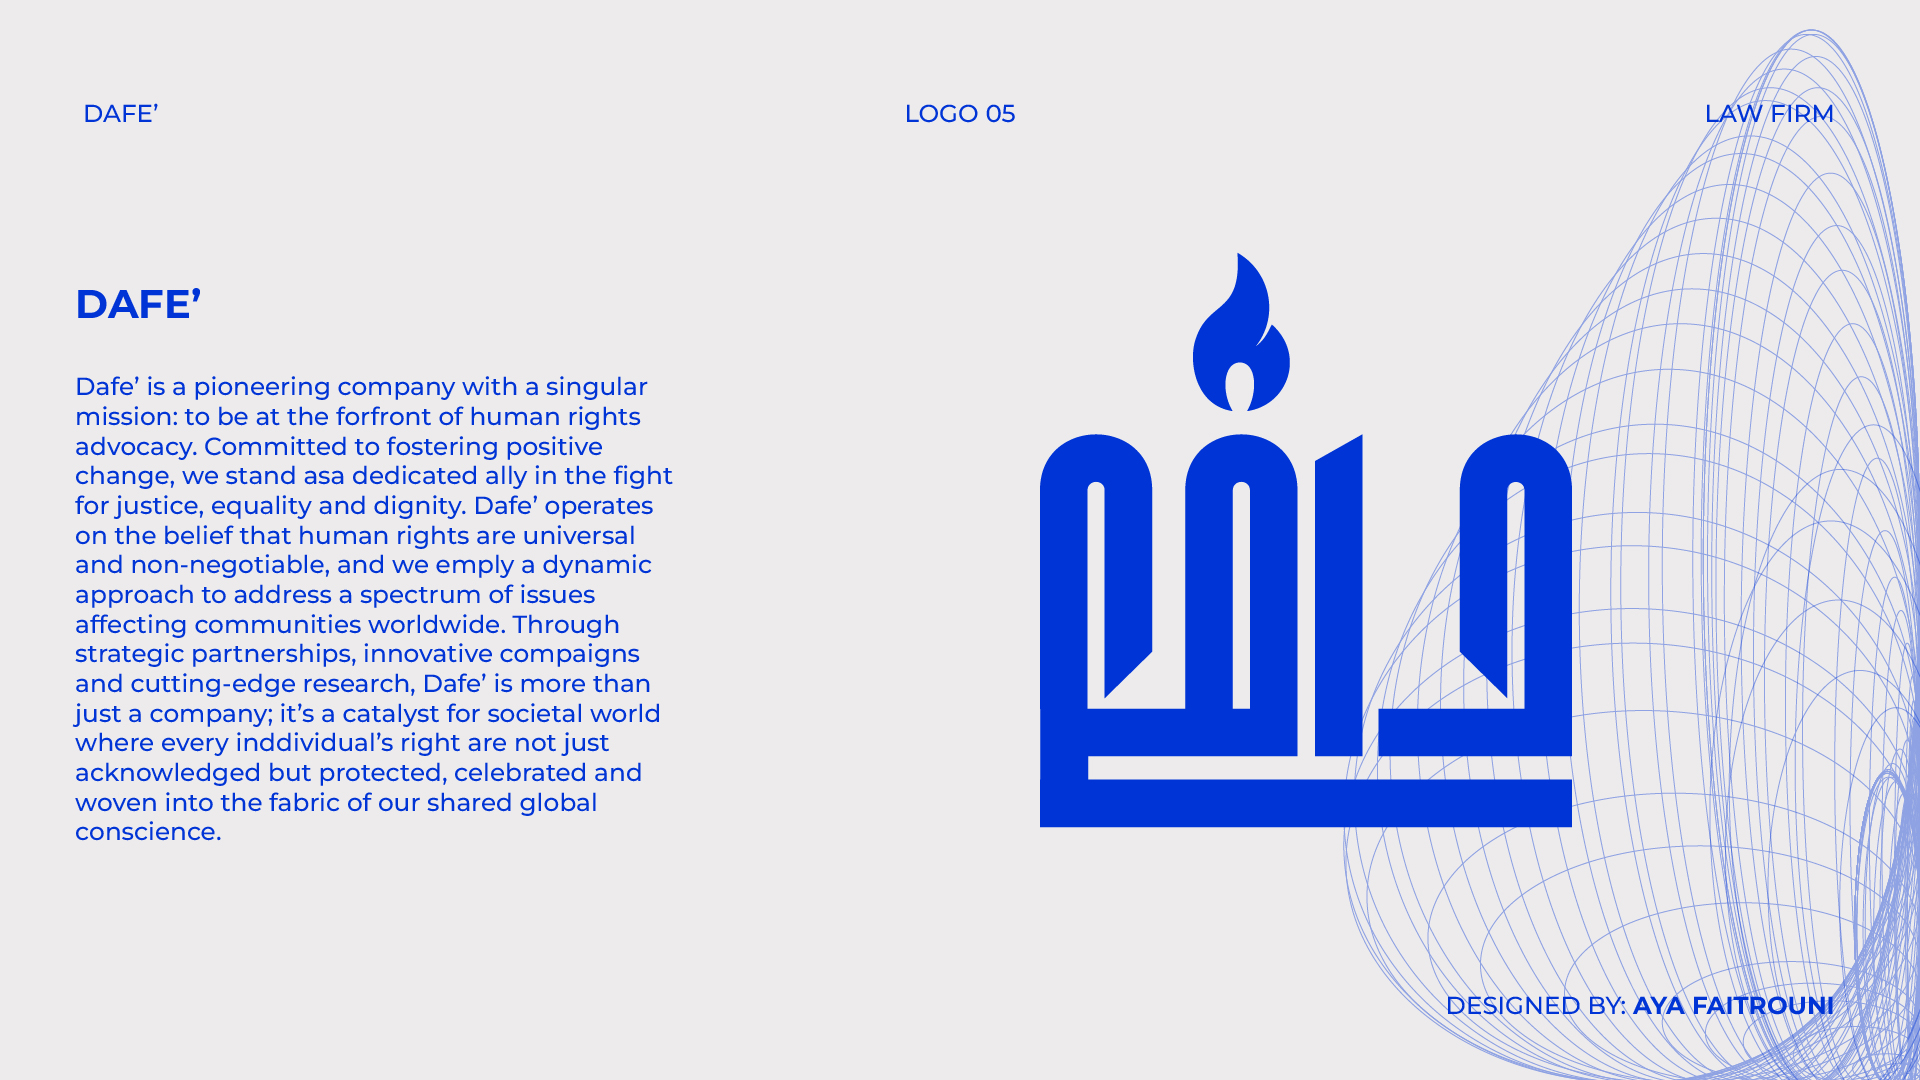 DAFE’
LOGO 05
LAW FIRM
DAFE’
Dafe’ is a pioneering company with a singular
mission: to be at the forfront of human rights
advocacy. Committed to fostering positive
change, we stand asa dedicated ally in the fight
for justice, equality and dignity. Dafe’ operates
on the belief that human rights are universal
and non-negotiable, and we emply a dynamic
approach to address a spectrum of issues
affecting communities worldwide. Through
strategic partnerships, innovative compaigns
and cutting-edge research, Dafe’ is more than
just a company; it’s a catalyst for societal world
where every inddividual’s right are not just
acknowledged but protected, celebrated and
woven into the fabric of our shared global
conscience.
دافع
DESIGNED BY: AYA FAITROUNI